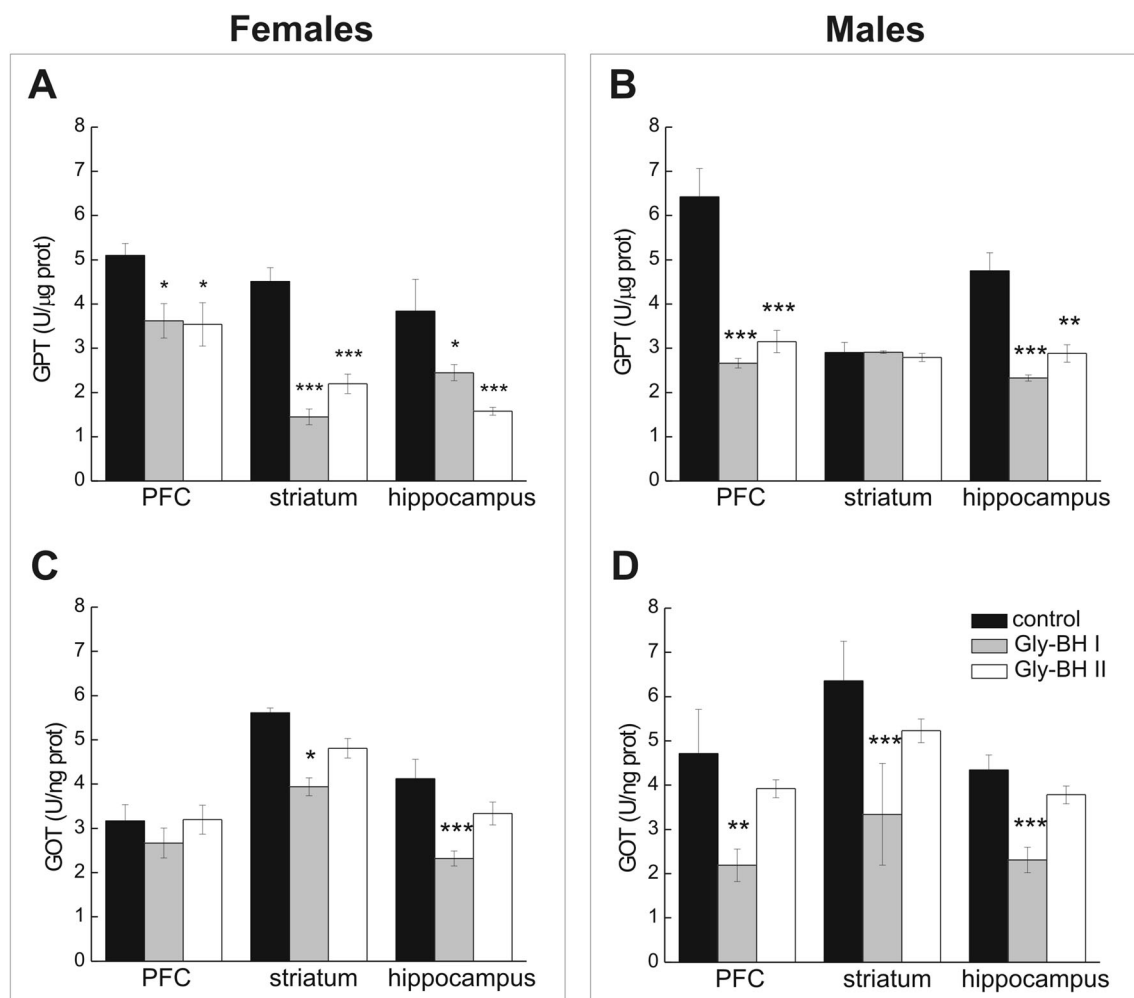 Females
Males
A
8
7
6
5
4
3
2
1
0
GPT (U/μg prot)
*
*
***
***
*
***
PFC
striatum
hippocampus
B
8
7
6
5
4
3
2
1
0
GPT (U/μg prot)
***
***
***
**
PFC
striatum
hippocampus
C
8
7
6
5
4
3
2
1
0
GOT (U/ng prot)
*
***
PFC
striatum
hippocampus
D
8
7
6
5
4
3
2
1
0
GOT (U/ng prot)
control
Gly-BH I
Gly-BH II
**
***
***
PFC
striatum
hippocampus